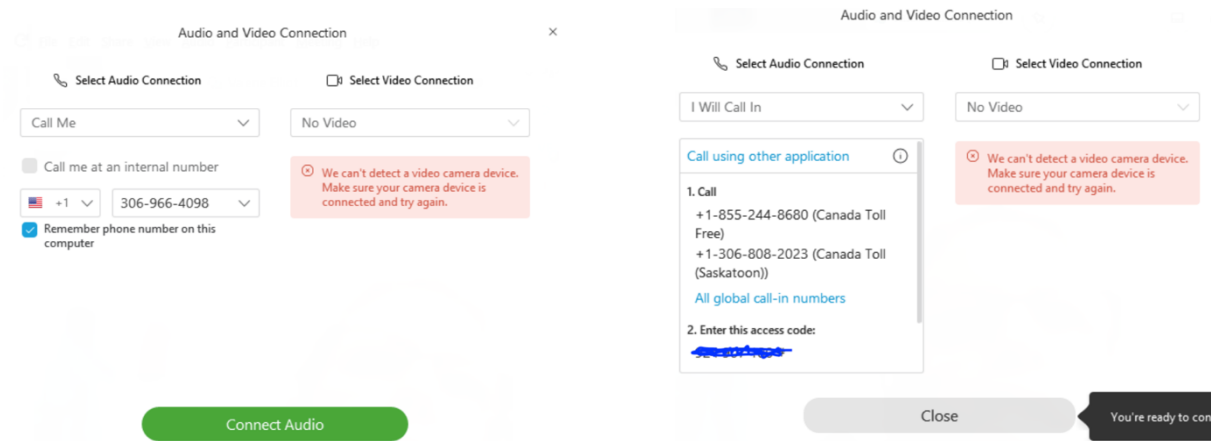 Audio and Video Connection
Select Audio Connection
Select Video Connection
Call Me
No Video
Call me at an internal number
+1
306-966-4098
Remember phone number on this
computer
We can't detect a video camera device.
Make sure your camera device is
connected and try again.
Connect Audio
Audio and Video Connection
Select Audio Connection
Select Video Connection
I Will Call In
No Video
Call using other application
1. Call
+1-855-244-8680 (Canada Toll
Free)
+1-306-808-2023 (Canada Toll
(Saskatoon))
All global call-in numbers
2. Enter this access code:
We can't detect a video camera device.
Make sure your camera device is
connected and try again.
Close
You're ready to con